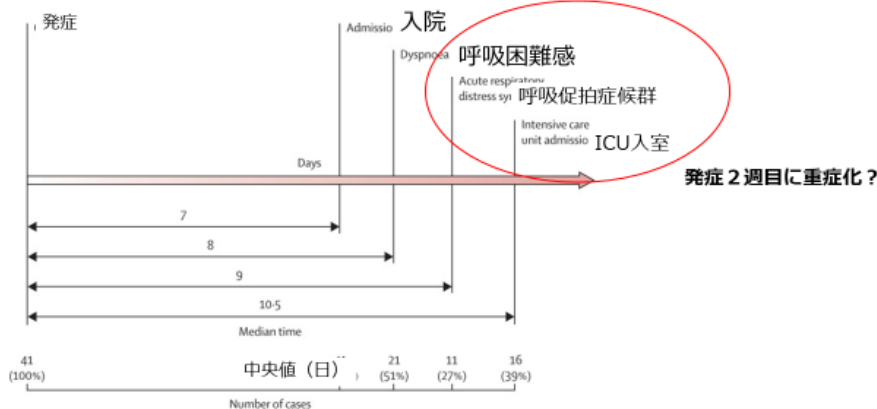 発症
Admissio
入院
Dyspnoea
呼吸困難感
Acute respiratory
distress syn
呼吸促拍症候群
Intensive care
unit admissio
ICU入室
Days
発症２週目に重症化？
7
8
9
10·5
Median time
41
(100%)
中央値（日）
21
(51%)
11
(27%)
16
(39%)
Number of cases